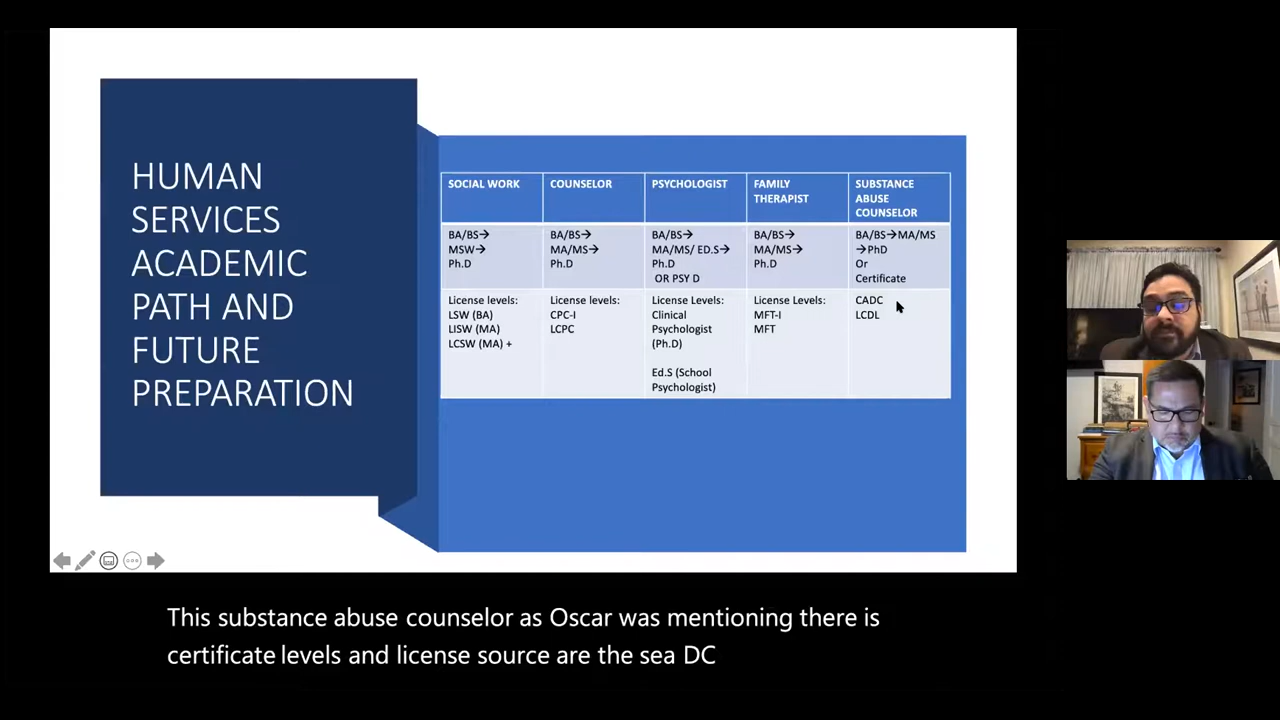 HUMAN
SERVICES
ACADEMIC
PATH AND
FUTURE
PREPARATION
SOCIAL WORK
COUNSELOR
PSYCHOLOGIST
FAMILY
THERAPIST
SUBSTANCE
ABUSE
COUNSELOR
BA/BS→
MSW→
Ph.D
BA/BS→
MA/MS→
Ph.D
BA/BS→
MA/MS/ ED.S→
Ph.D
OR PSY D
BA/BS→
MA/MS→
Ph.D
BA/BS→MA/MS
→PhD
Or
Certificate
License levels:
LSW (BA)
LISW (MA)
LCSW (MA) +
License levels:
CPC-I
LCPC
License Levels:
Clinical
Psychologist
(Ph.D)
Ed.S (School
Psychologist)
License Levels:
MFT-I
MFT
CADC
LCDL
This substance abuse counselor as Oscar was mentioning there is
certificate levels and license source are the sea DC